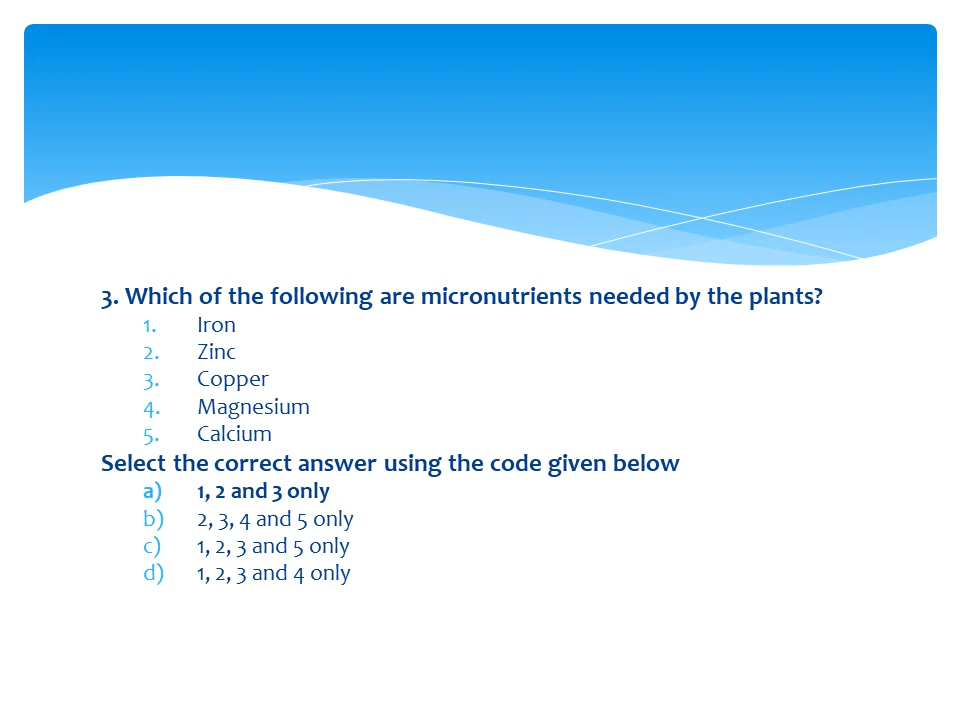 3. Which of the following are micronutrients needed by the plants?
1. Iron
2. Zinc
3. Copper
4. Magnesium
5. Calcium
Select the correct answer using the code given below
a) 1, 2 and 3 only
b) 2, 3, 4 and 5 only
c) 1, 2, 3 and 5 only
d) 1, 2, 3 and 4 only